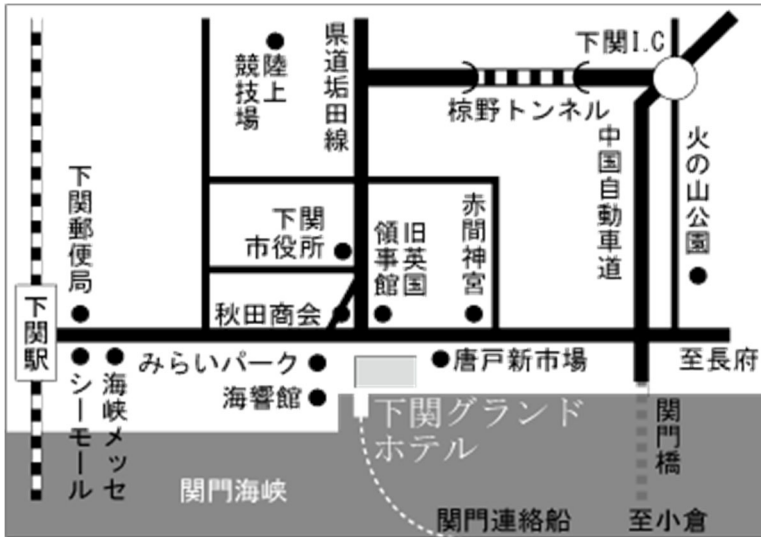 下関I.C
県道垢田線
陸上
競技場
椋野トンネル
中国自動車道
火の山公園
下関郵便局
下関
市役所
旧英国
領事館
赤間神宮
下関駅
秋田商会
みらいパーク
唐戸新市場
至長府
海響館
シーモール
海峡メッセ
下関グランド
ホテル
関門橋
関門海峡
関門連絡船
至小倉